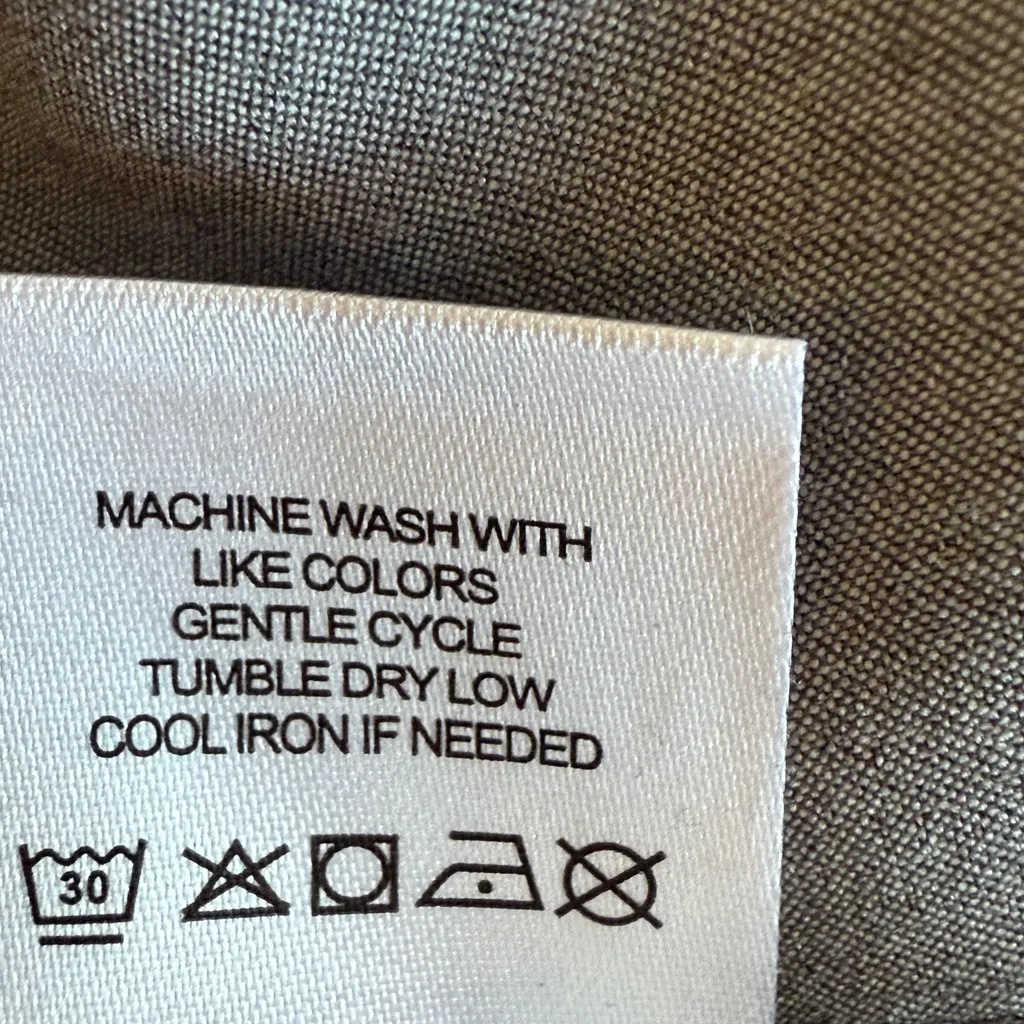 MACHINE WASH WITH
LIKE COLORS
GENTLE CYCLE
TUMBLE DRY LOW
COOL IRON IF NEEDED
30